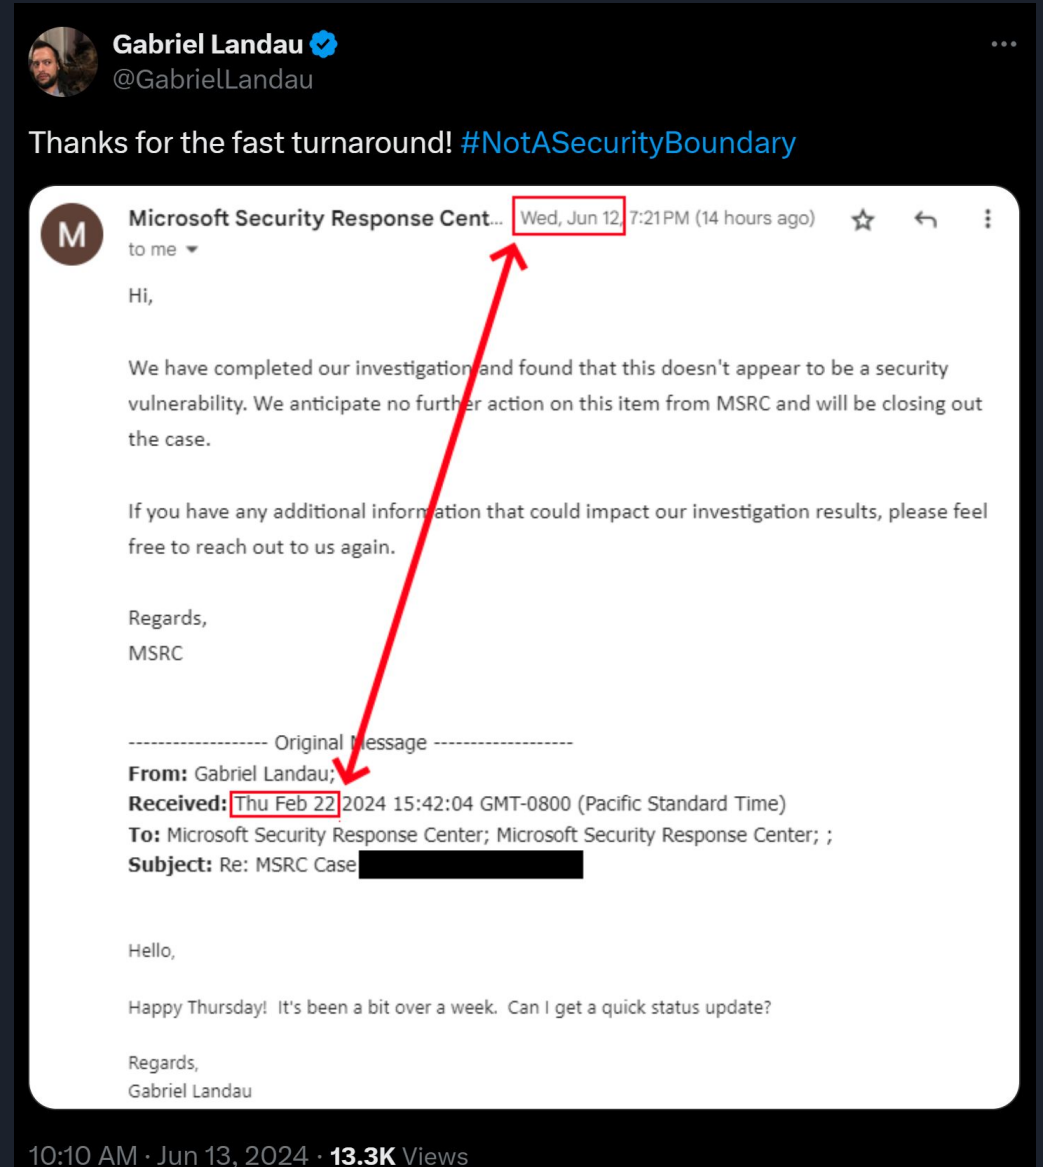 Gabriel Landau
@GabrielLandau
Thanks for the fast turnaround! #NotASecurityBoundary
M
Microsoft Security Response Cent... Wed, Jun 12, 7:21 PM (14 hours ago)
to me
Hi,
We have completed our investigation and found that this doesn't appear to be a security
vulnerability. We anticipate no further action on this item from MSRC and will be closing out
the case.
If you have any additional information that could impact our investigation results, please feel
free to reach out to us again.
Regards,
MSRC
------------------- Original Message -------------------
From: Gabriel Landau;
Received: Thu Feb 22 2024 15:42:04 GMT-0800 (Pacific Standard Time)
To: Microsoft Security Response Center; Microsoft Security Response Center; ;
Subject: Re: MSRC Case
Hello,
Happy Thursday! It's been a bit over a week. Can I get a quick status update?
Regards,
Gabriel Landau
10:10 AM · Jun 13, 2024 · 13.3K Views